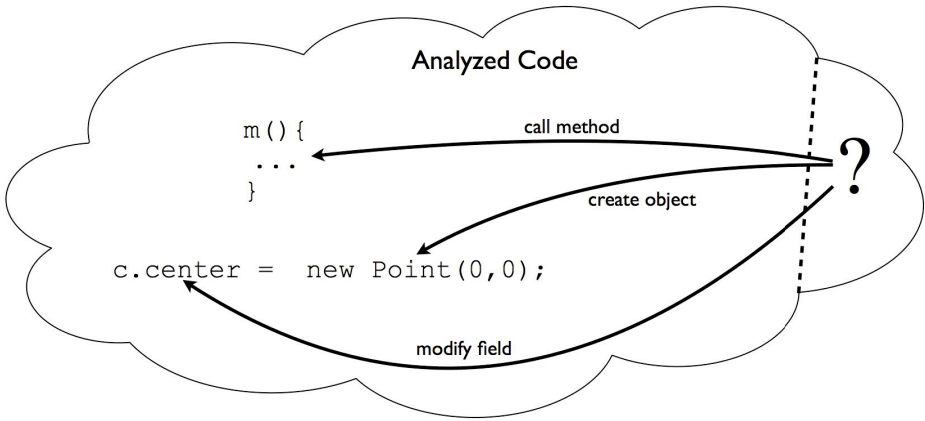 Analyzed Code
m(){
call method
...
?
}
create object
c.center = new Point(0,0);
modify field